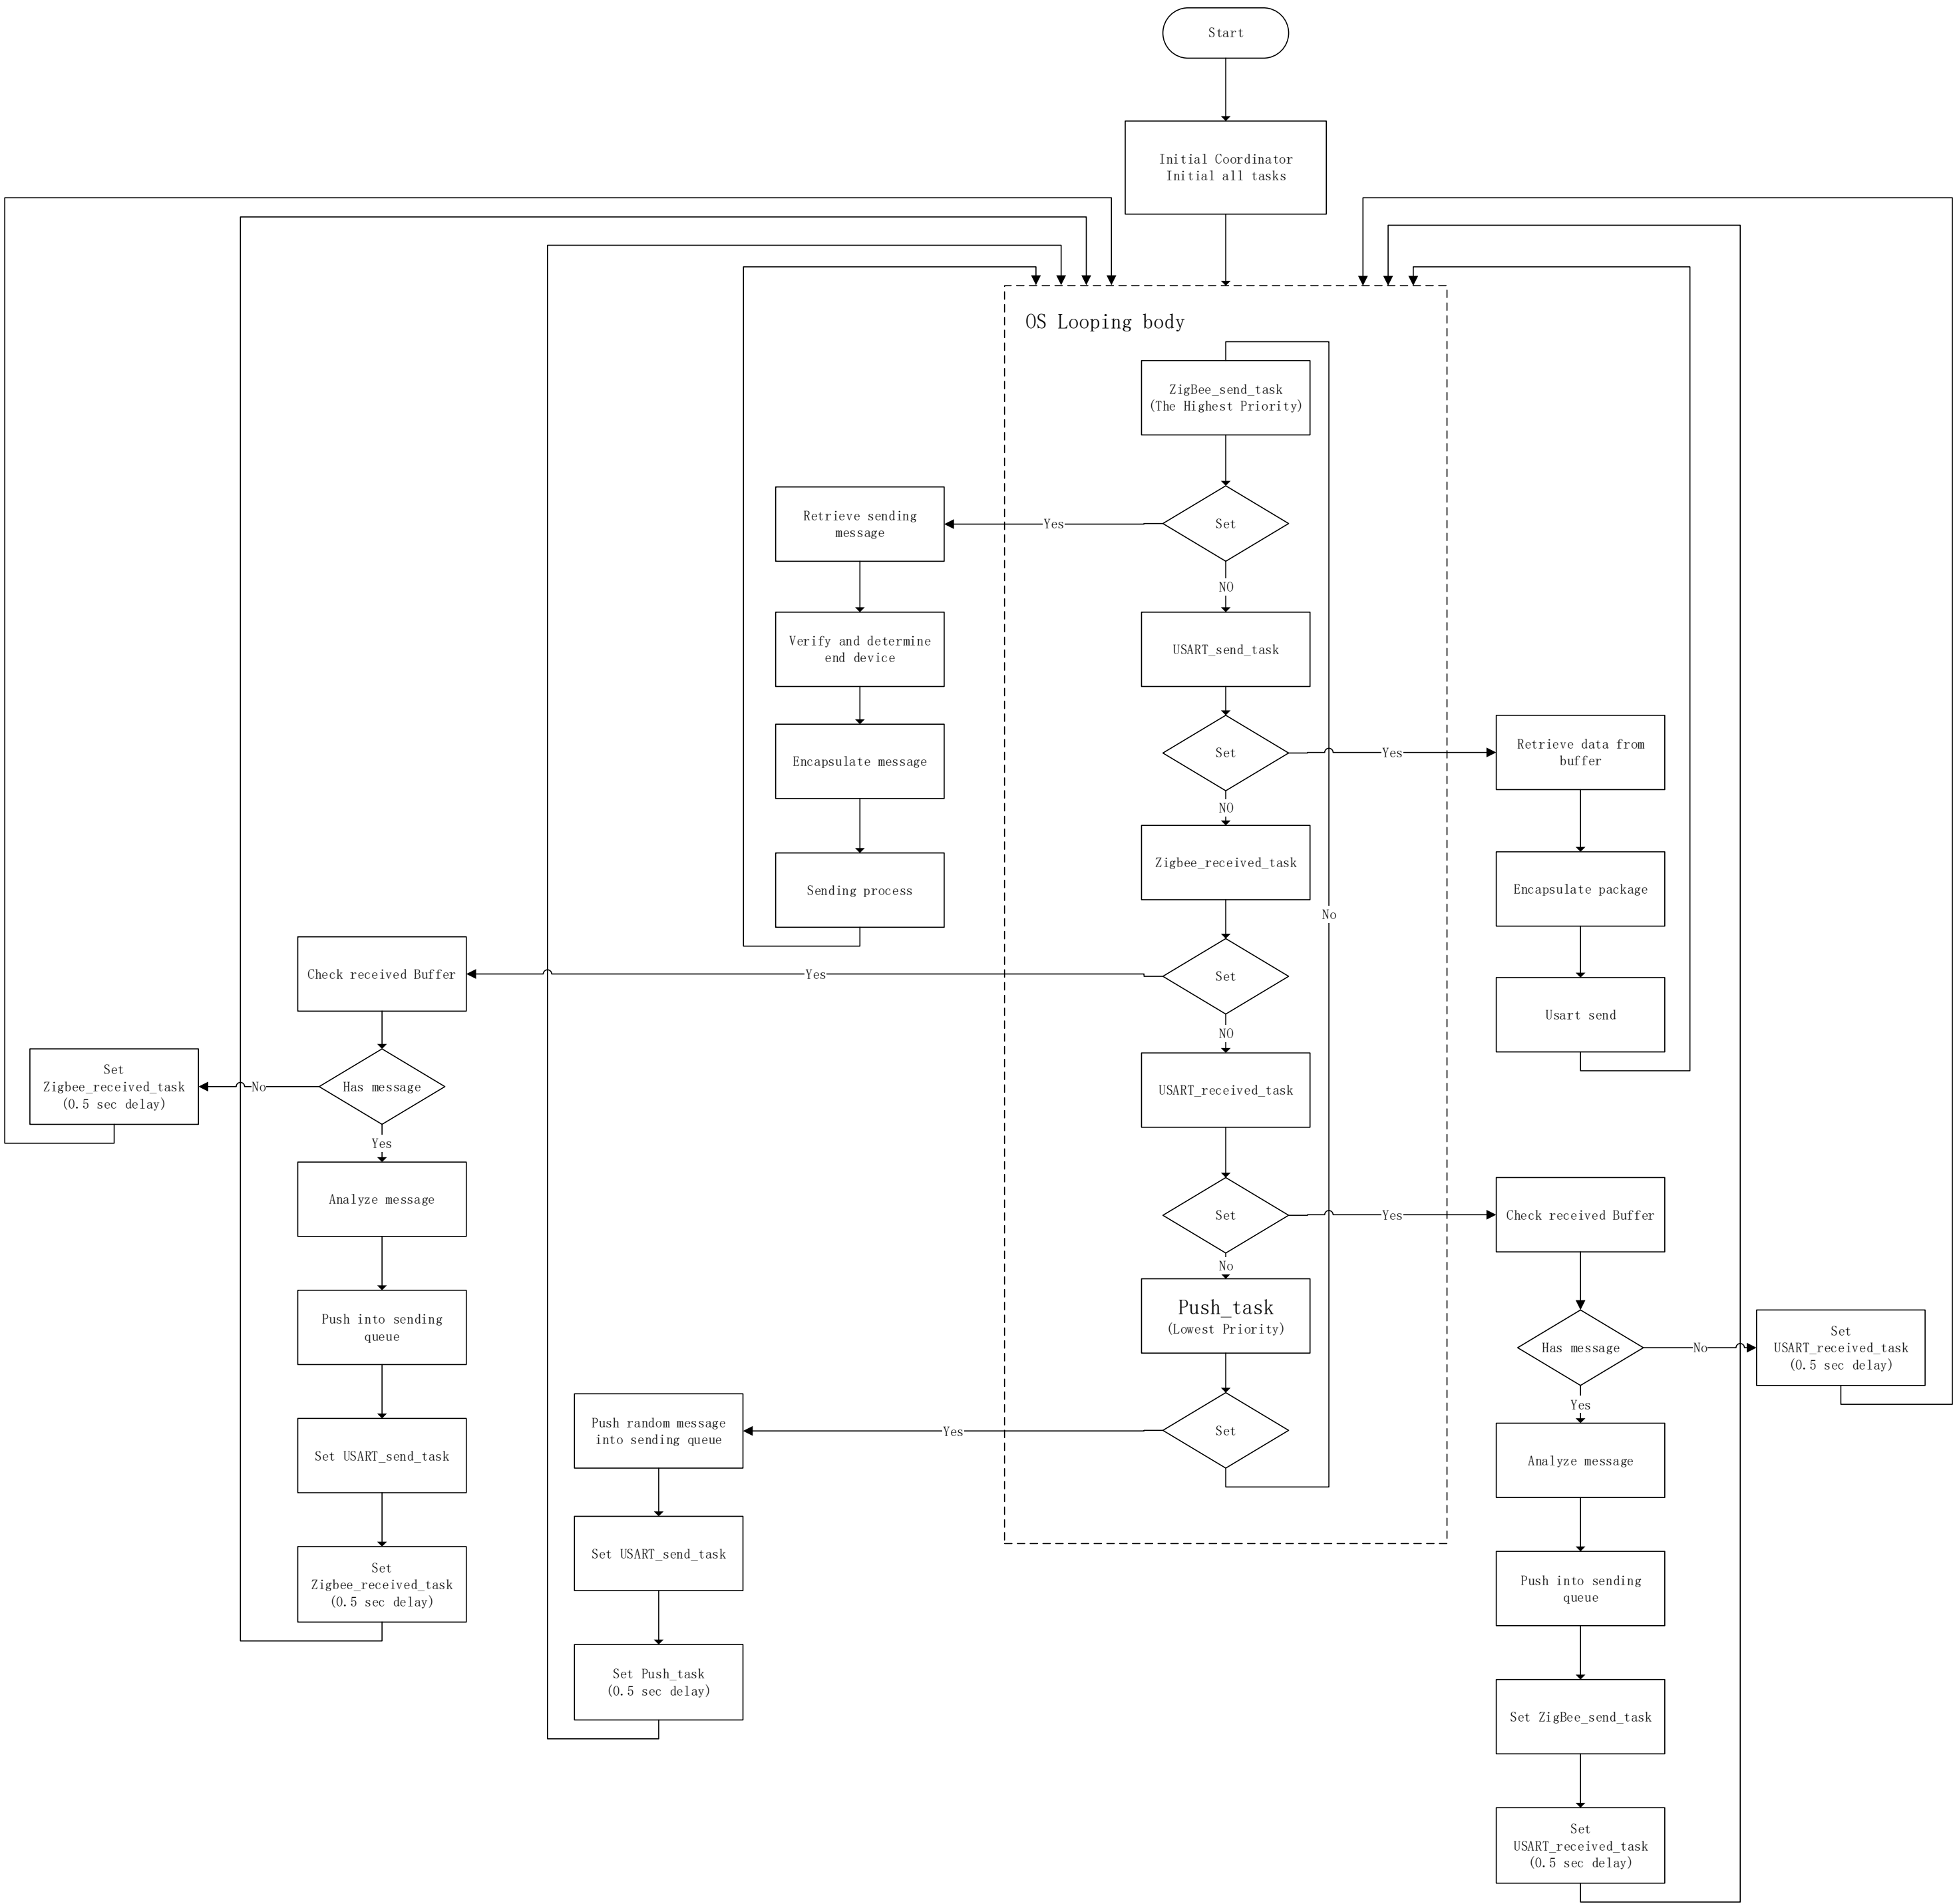 Start
Initial Coordinator
Initial all tasks
OS Looping body
ZigBee_send_task
(The Highest Priority)
Set
Yes
Retrieve sending
message
Verify and determine
end device
Encapsulate message
Sending process
NO
USART_send_task
Set
Yes
Retrieve data from
buffer
Encapsulate package
Usart send
NO
Zigbee_received_task
No
Set
Yes
Check received Buffer
Has message
No
Set
Zigbee_received_task
(0.5 sec delay)
Yes
Analyze message
Push into sending
queue
Set USART_send_task
Set
Zigbee_received_task
(0.5 sec delay)
NO
USART_received_task
Set
Yes
Check received Buffer
Has message
No
Set
USART_received_task
(0.5 sec delay)
Yes
Analyze message
Push into sending
queue
Set ZigBee_send_task
Set
USART_received_task
(0.5 sec delay)
No
Push_task
(Lowest Priority)
Set
Yes
Push random message
into sending queue
Set USART_send_task
Set Push_task
(0.5 sec delay)